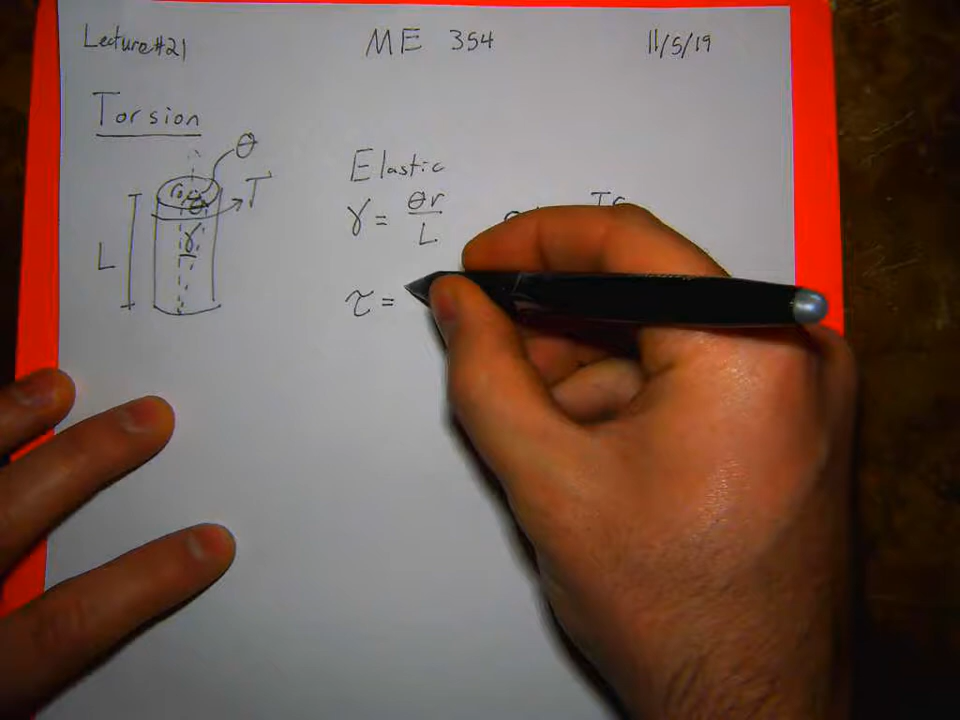 Lecture#21 ME 354 11/5/19
Torsion
θ
T
L
γ
Elastic
γ = θr/L
τ =